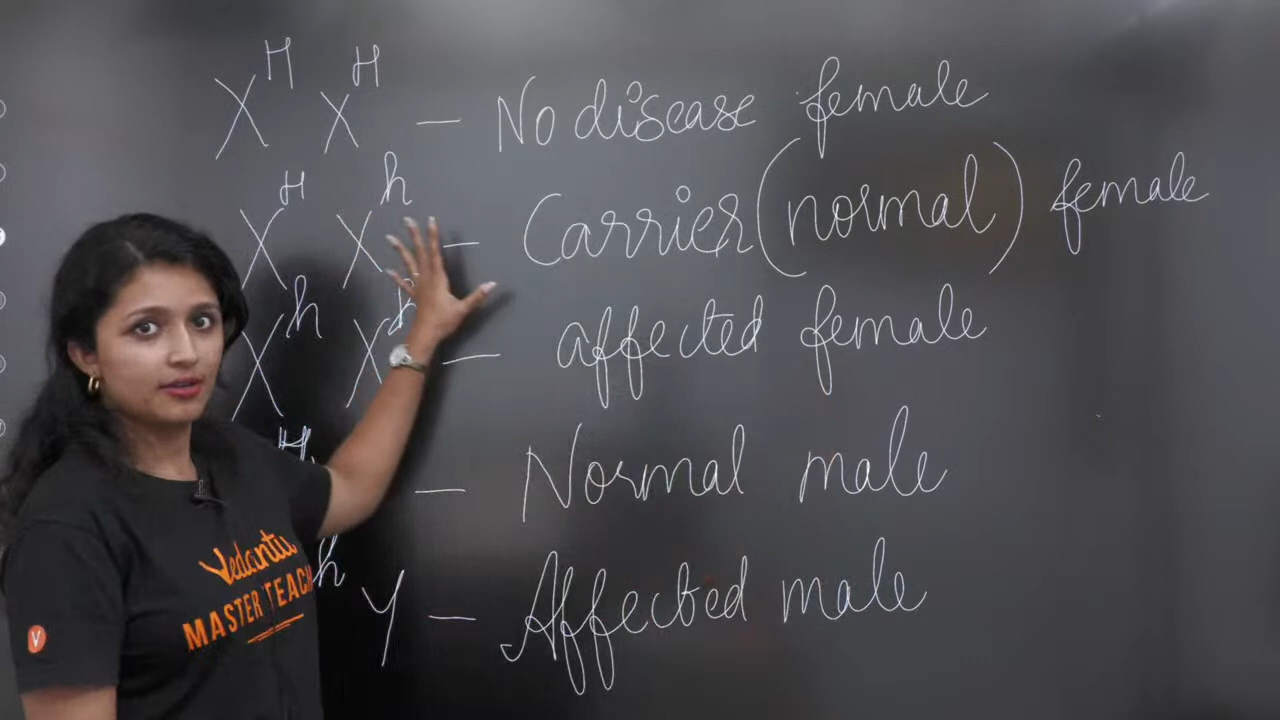 X^H X^H — No disease female
X^H X^h — Carrier (normal) female
X^h X^h — affected female
H — Normal male
h Y — Affected male
Vedantu
MASTER TEACH
V